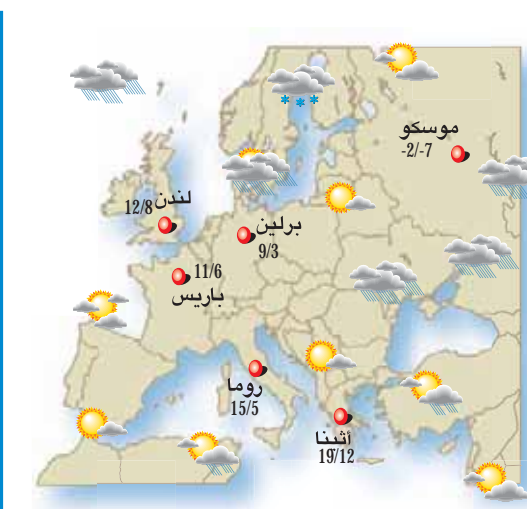 موسكو
-2/-7
لندن
12/8
برلين
9/3
11/6
باريس
روما
15/5
أثينا
19/12